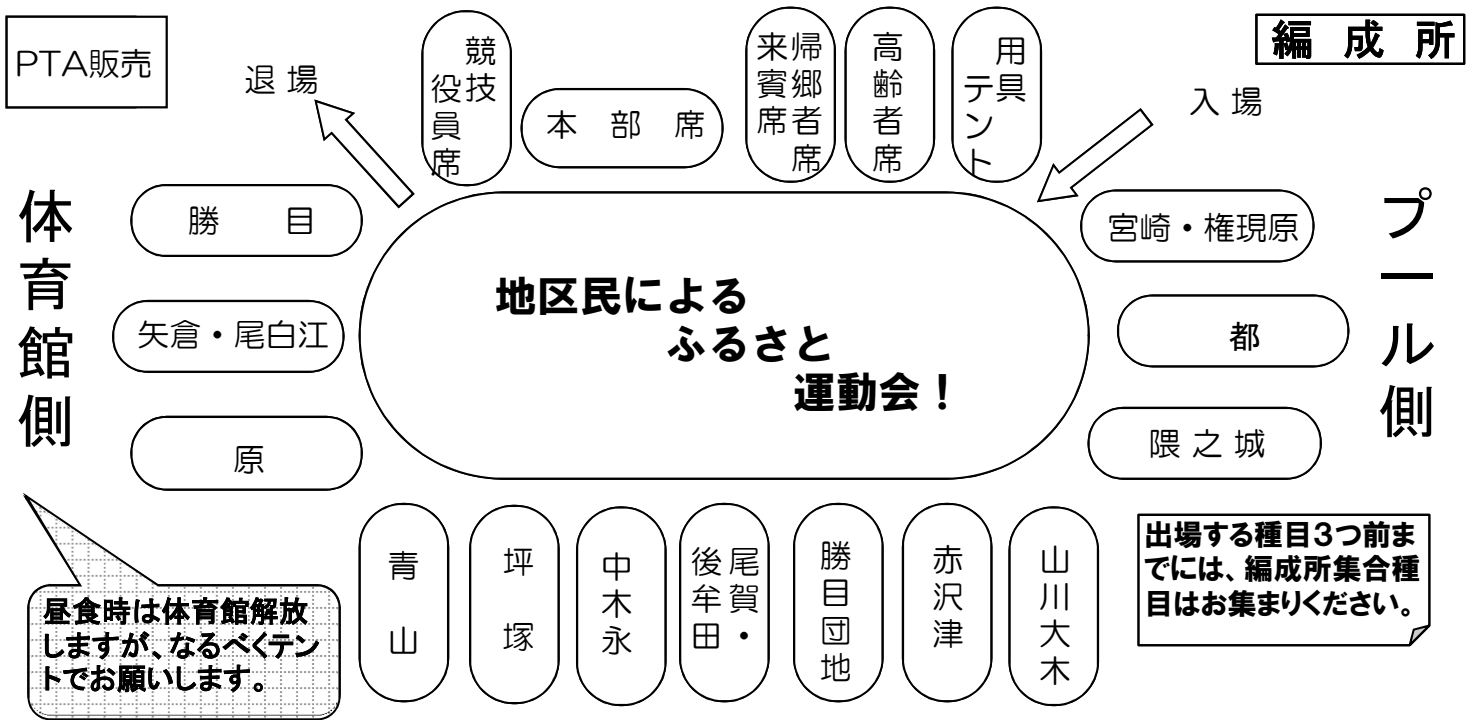 PTA販売
退 場
競技
役員席
本 部 席
帰郷者席
来賓席
高齢者席
用具
テント
編 成 所
入 場
体育館側
勝 目
矢倉・尾白江
原
地区民による
ふるさと
運動会！
宮崎・権現原
都
隈 之 城
プール側
昼食時は体育館解放
しますが、なるべくテン
トでお願いします。
青 山
坪 塚
中木永
尾賀・
後牟田
勝目団地
赤沢津
山川大木
出場する種目３つ前ま
でには、編成所集合種
目はお集まりください。